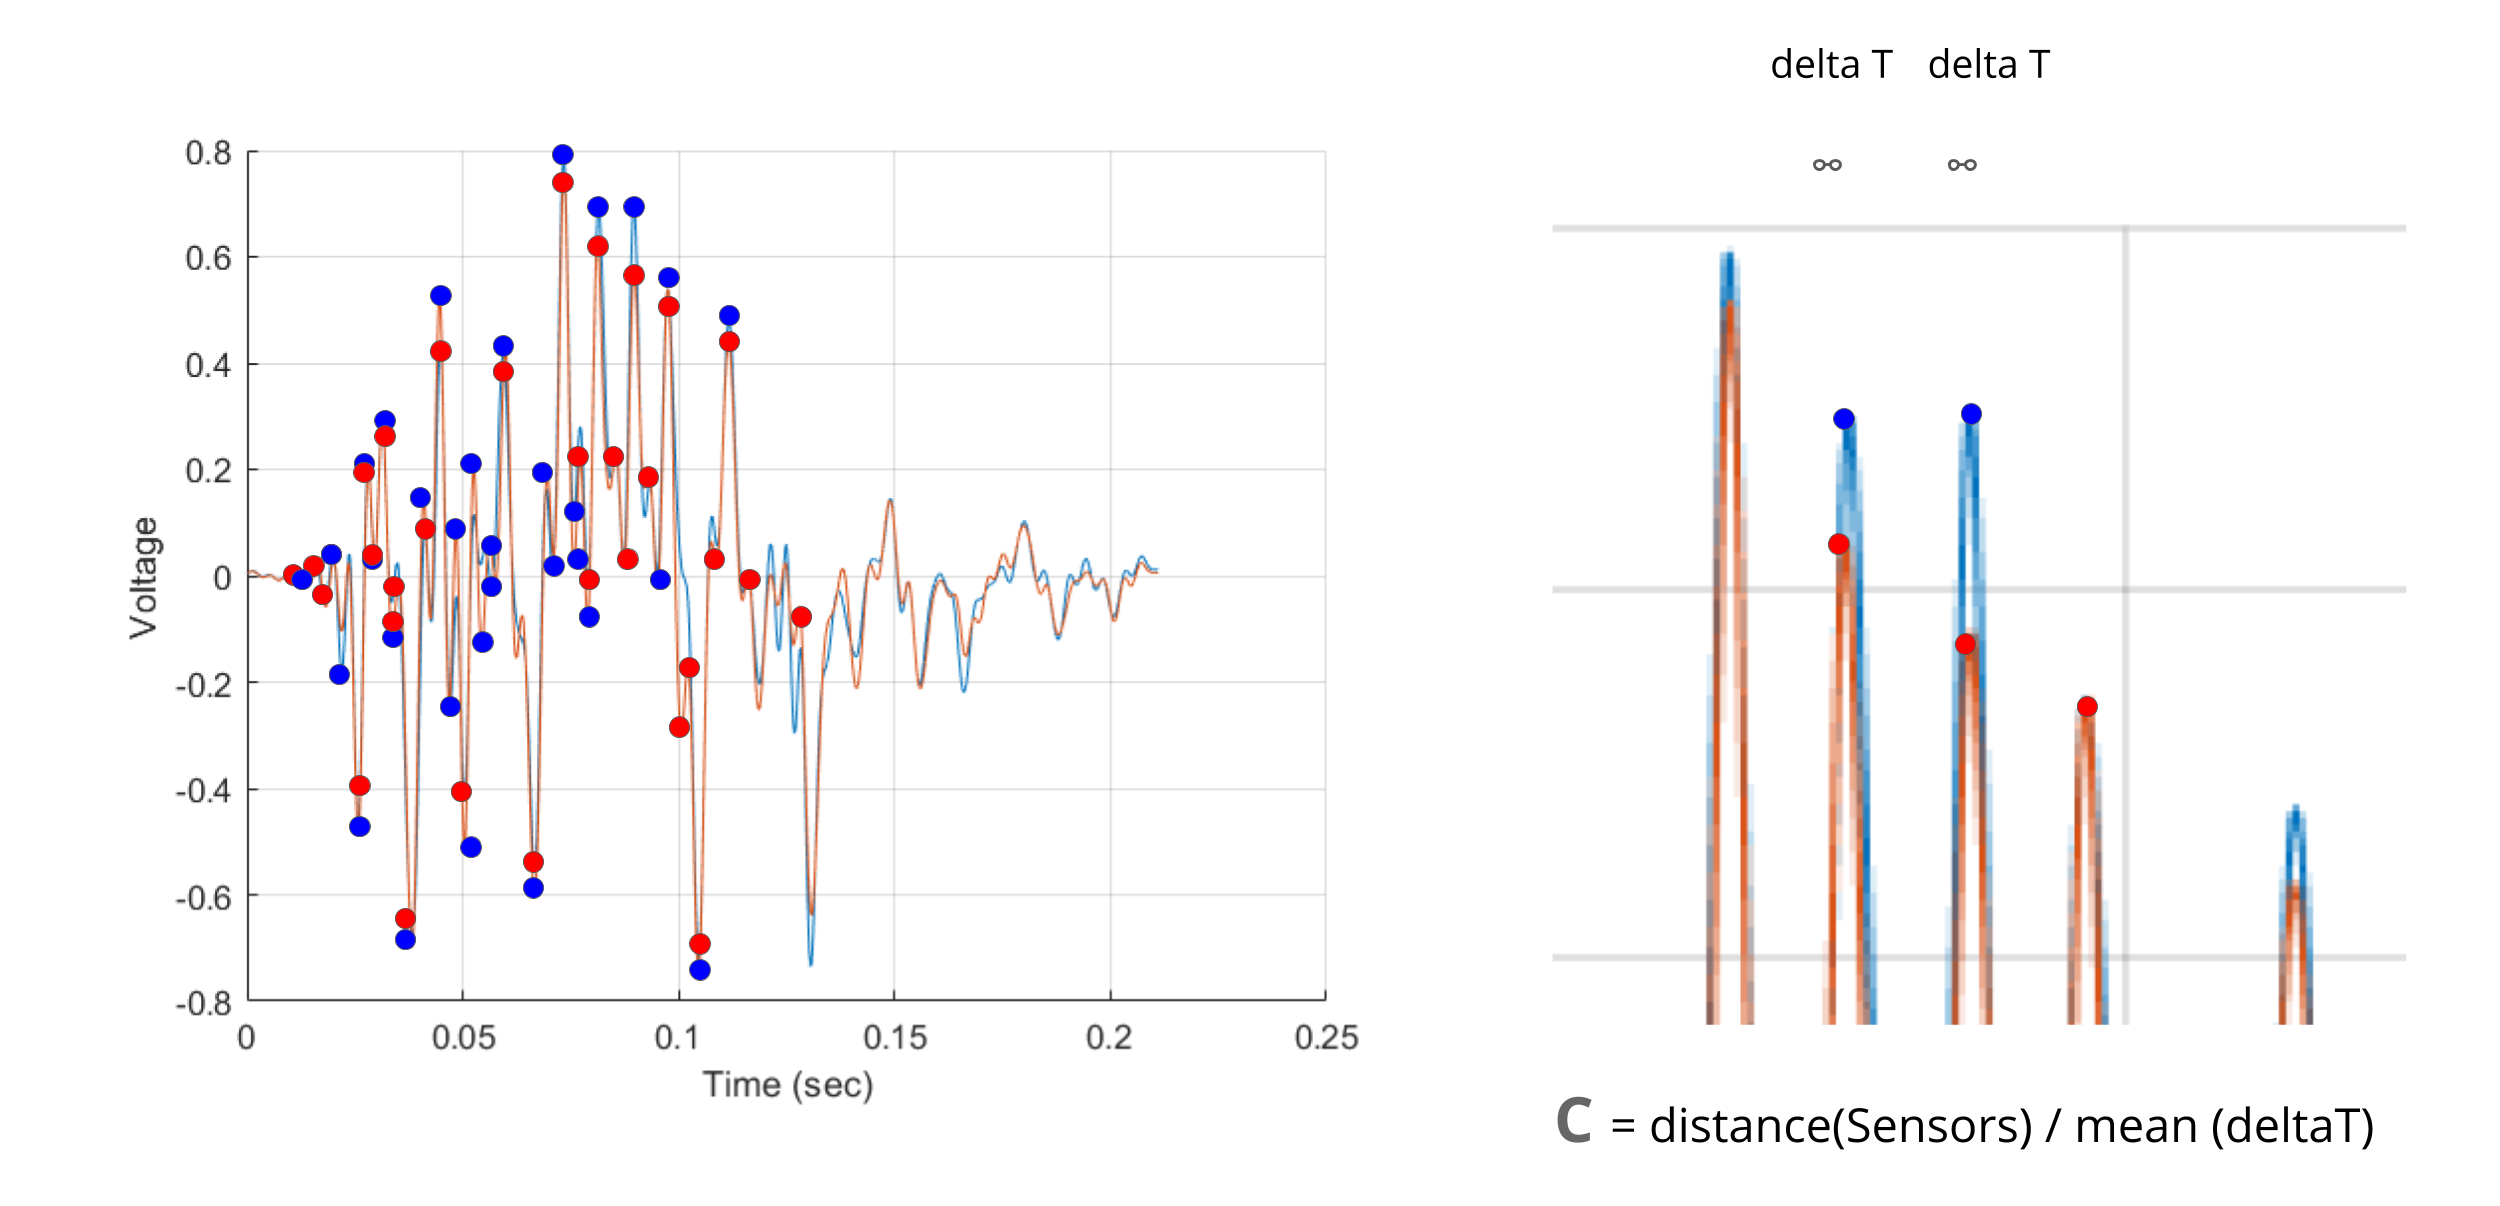 delta T delta T
0.8
0.6
0.4
0.2
0
-0.2
-0.4
-0.6
-0.8
Voltage
0 0.05 0.1 0.15 0.2 0.25
Time (sec)
C = distance(Sensors) / mean (deltaT)